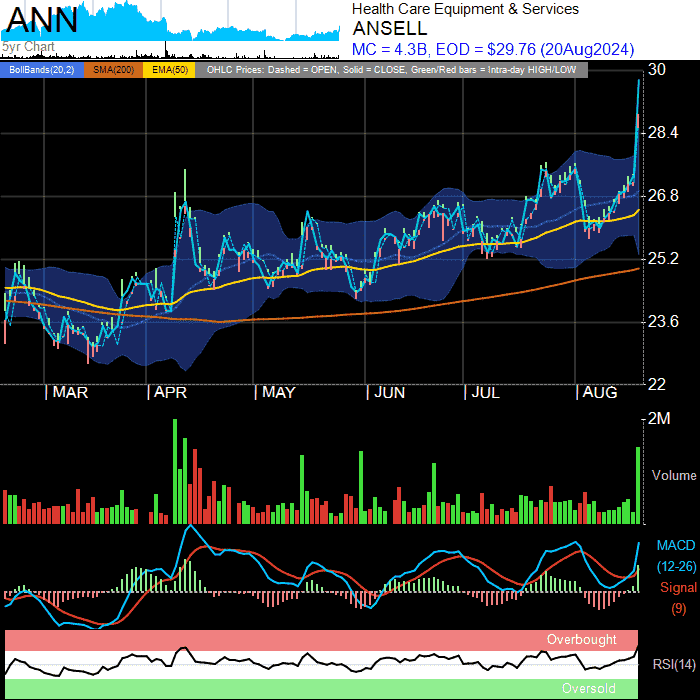 ANN
5yr Chart
Health Care Equipment & Services
ANSELL
MC = 4.3B, EOD = $29.76 (20Aug2024)
BollBands(20,2) SMA(200) EMA(50) OHLC Prices: Dashed = OPEN, Solid = CLOSE, Green/Red bars = Intra-day HIGH/LOW
30
28.4
26.8
25.2
23.6
22
| MAR | APR | MAY | JUN | JUL | AUG
2M
Volume
MACD
(12-26)
Signal
(9)
Overbought
RSI(14)
Oversold